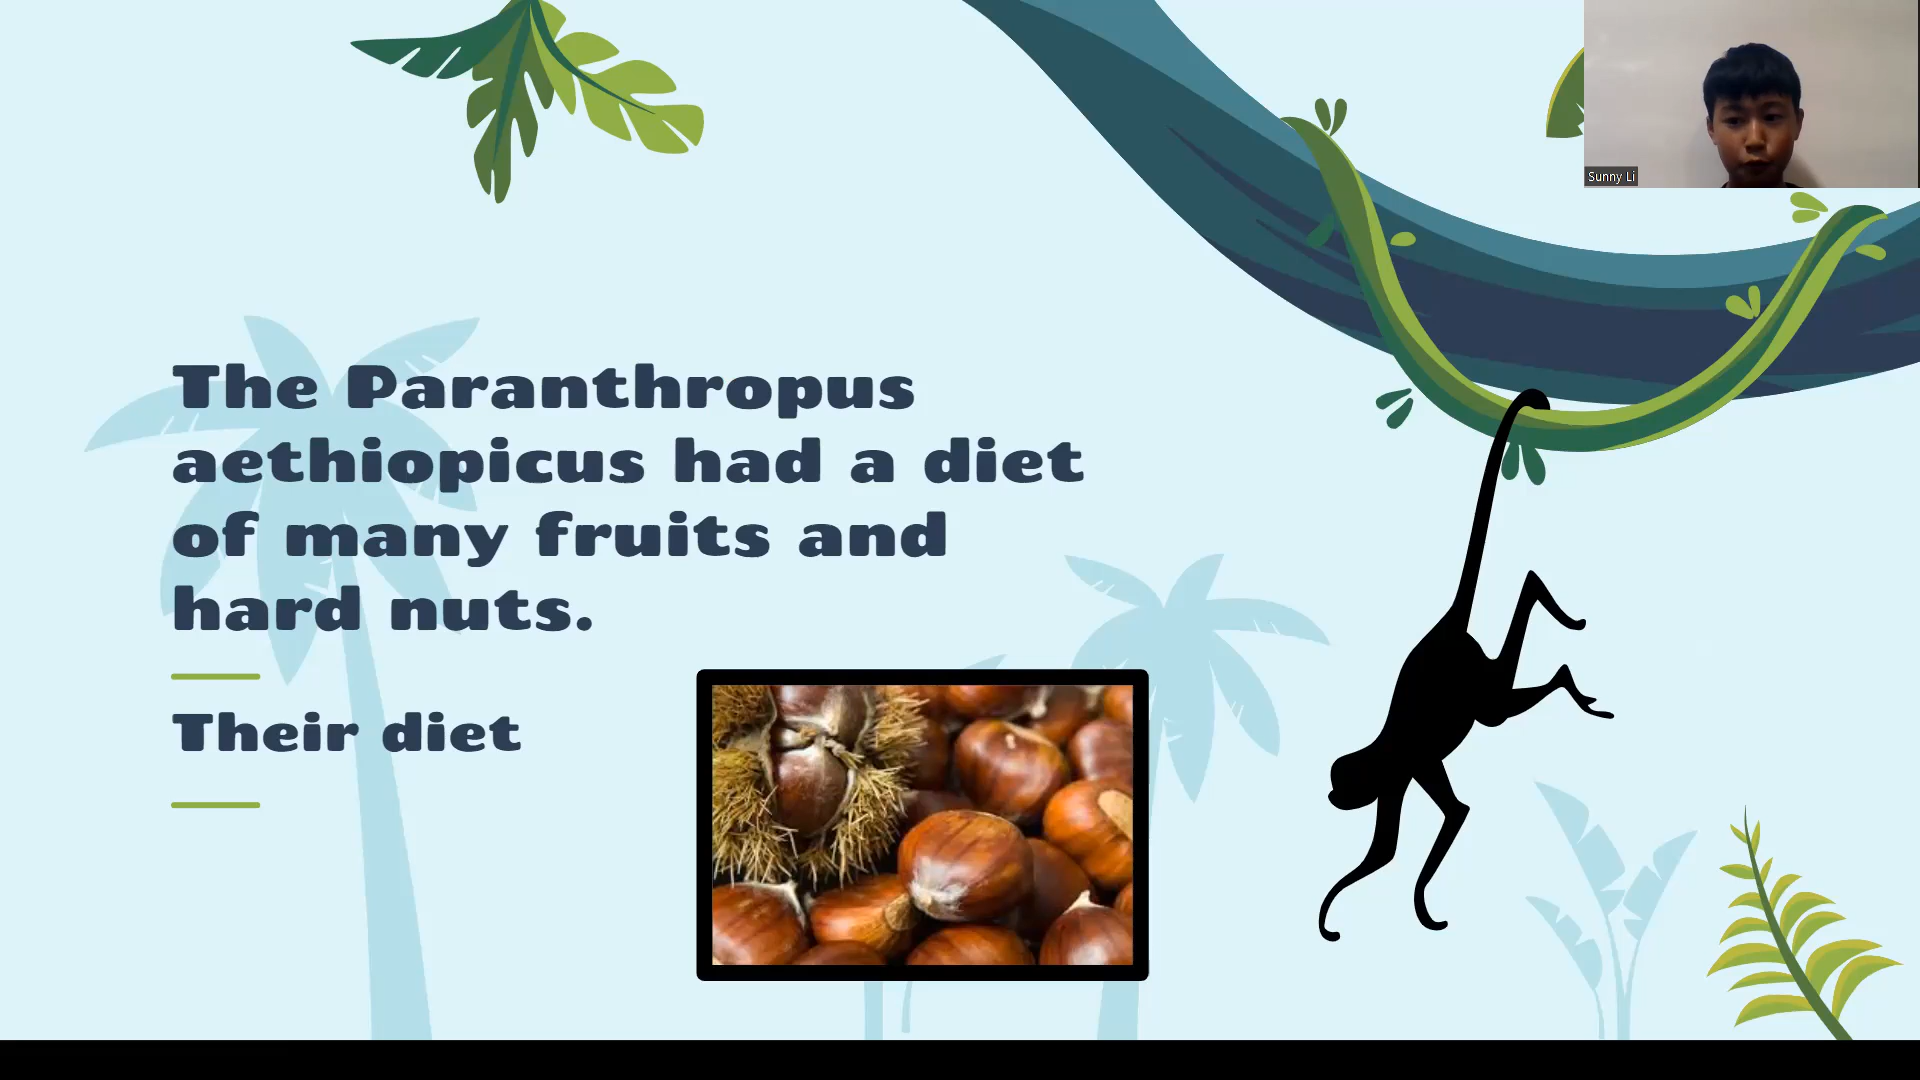 Sunny Li
The Paranthropus
aethiopicus had a diet
of many fruits and
hard nuts.
Their diet